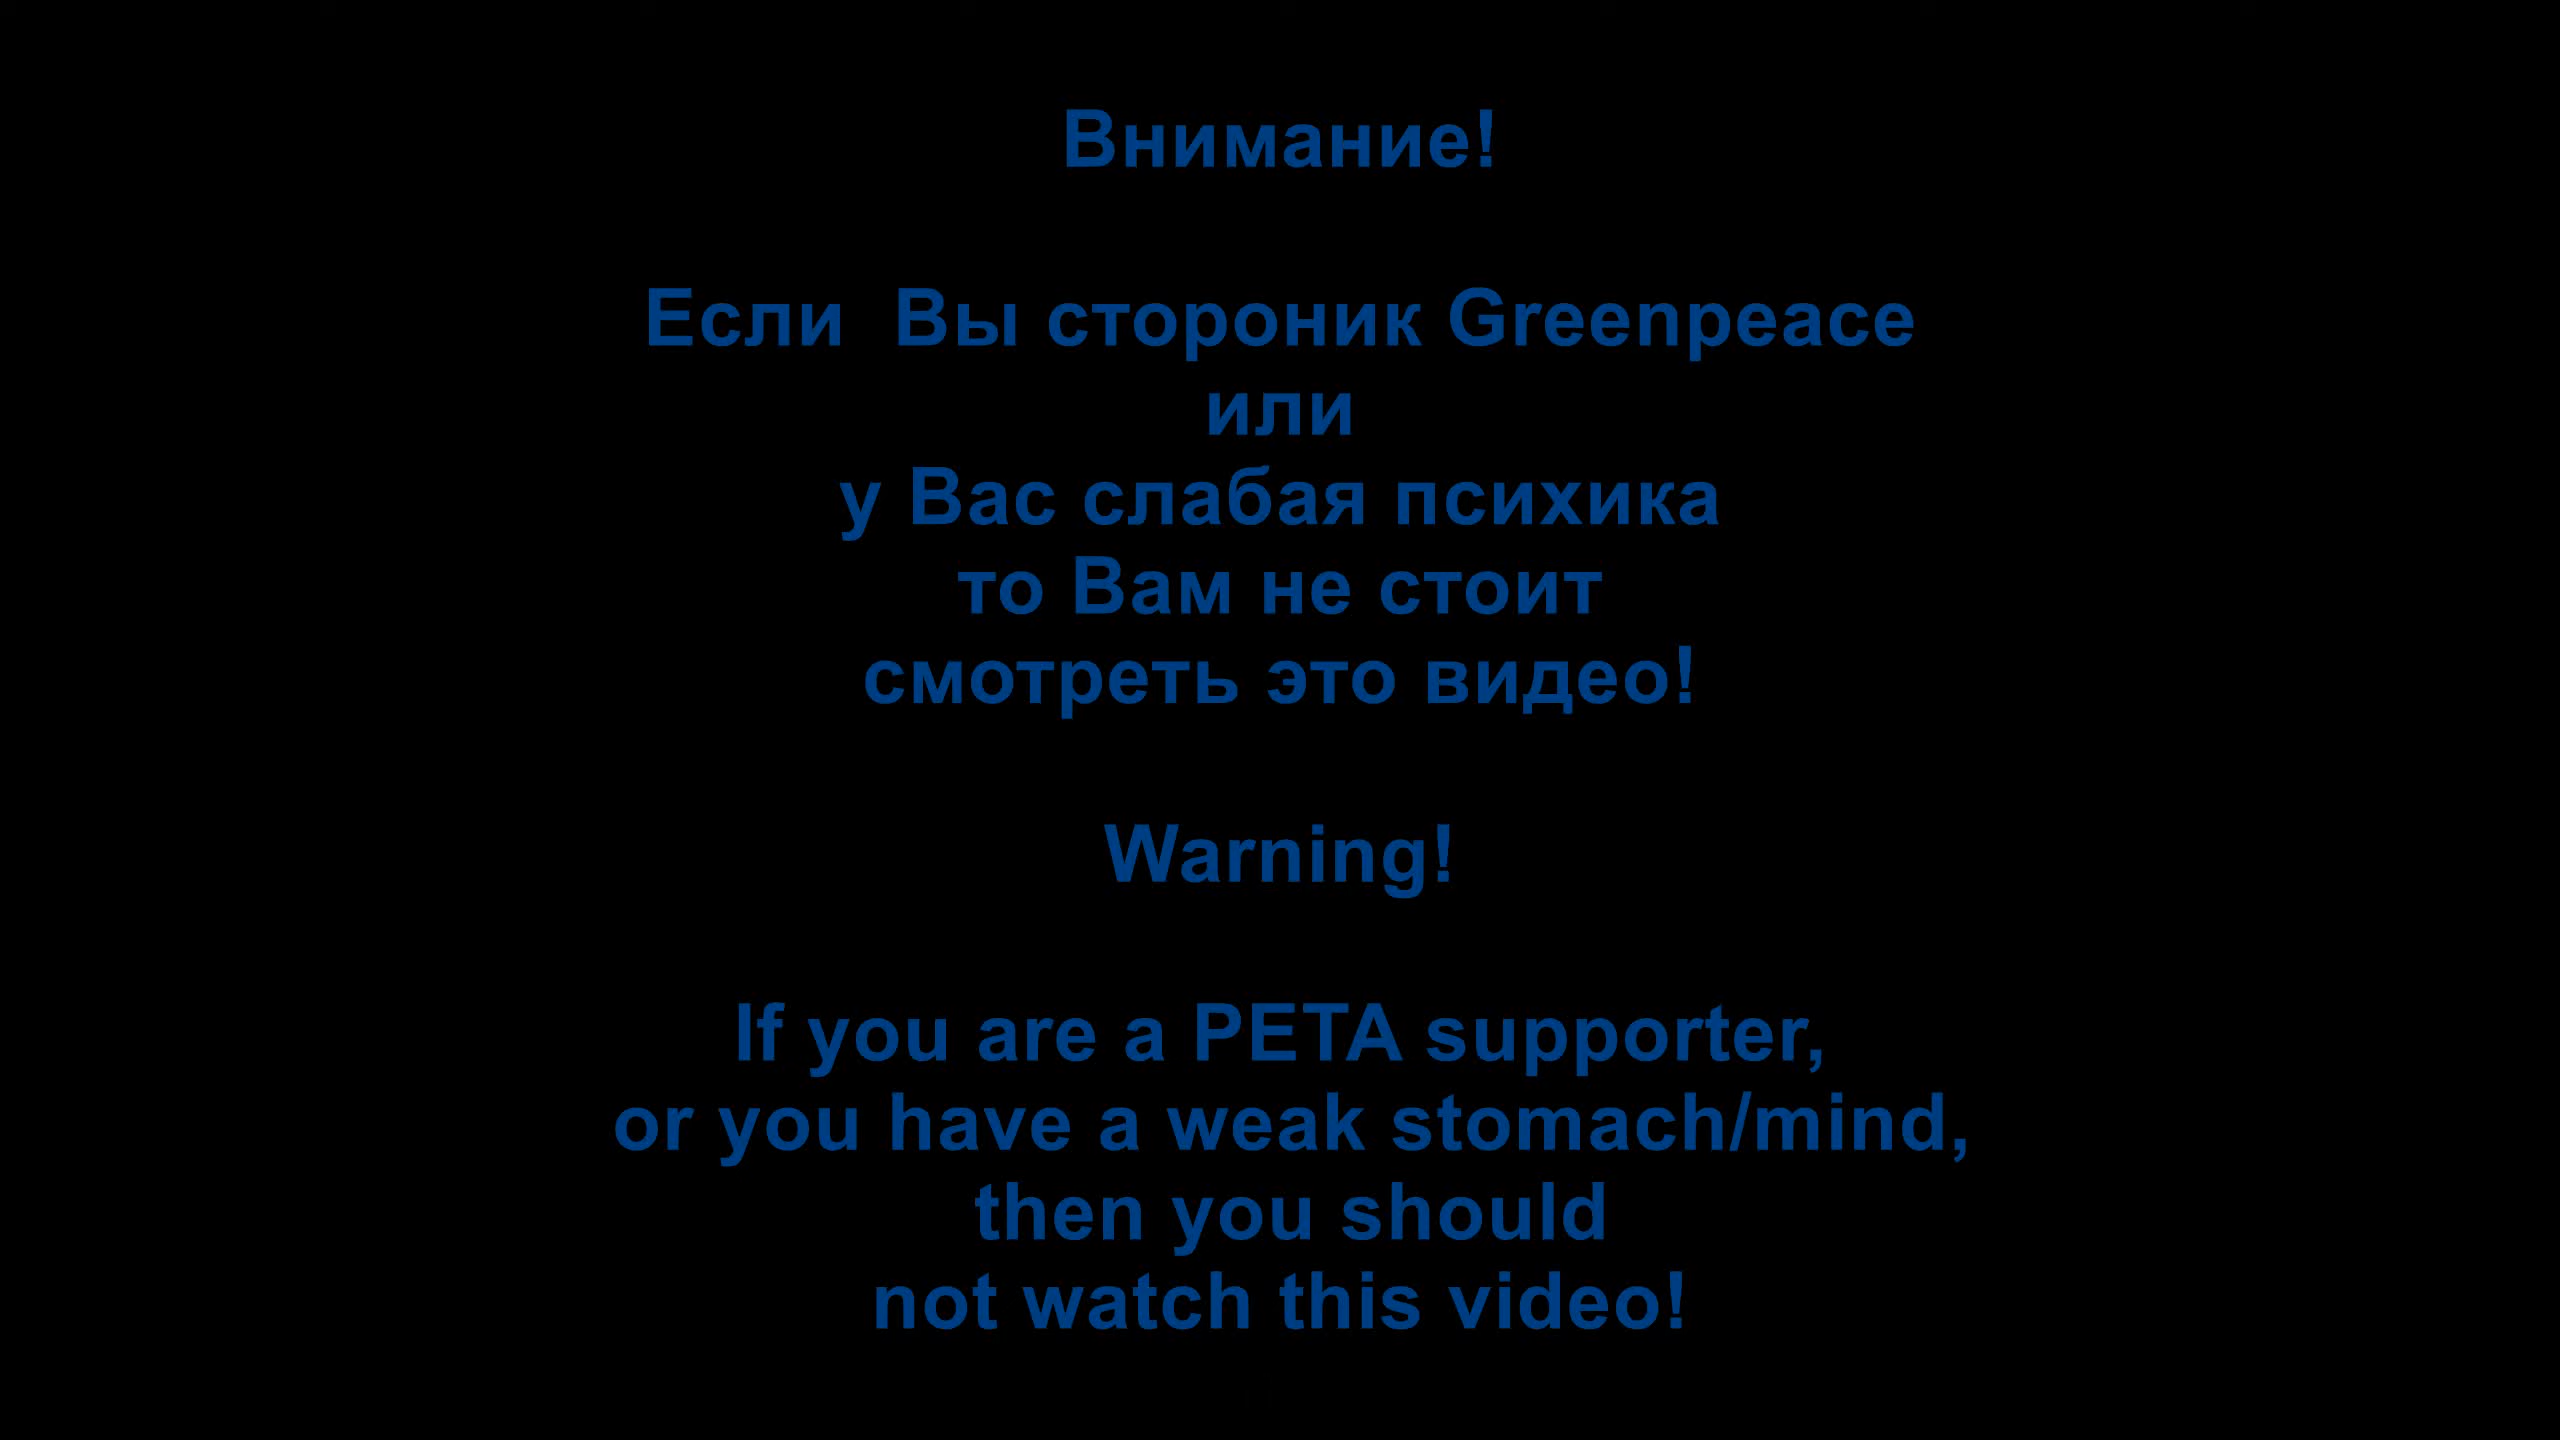 Внимание!
Если  Вы стороник Greenpeace
или
у Вас слабая психика
то Вам не стоит
смотреть это видео!
Warning!
If you are a PETA supporter,
or you have a weak stomach/mind,
then you should
not watch this video!